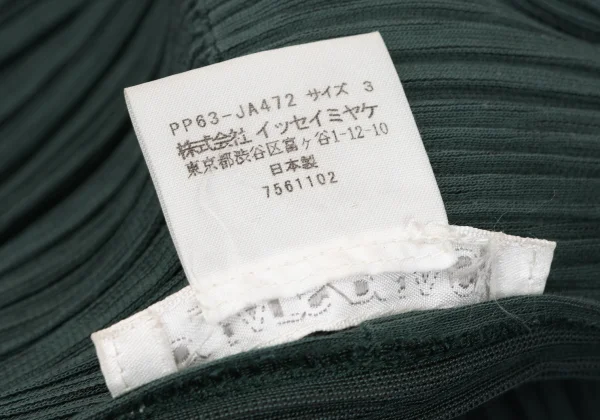 PP63-JA472 サイズ 3
株式会社 イッセイミヤケ
東京都渋谷区富ヶ谷1-12-10
日本製
7561102